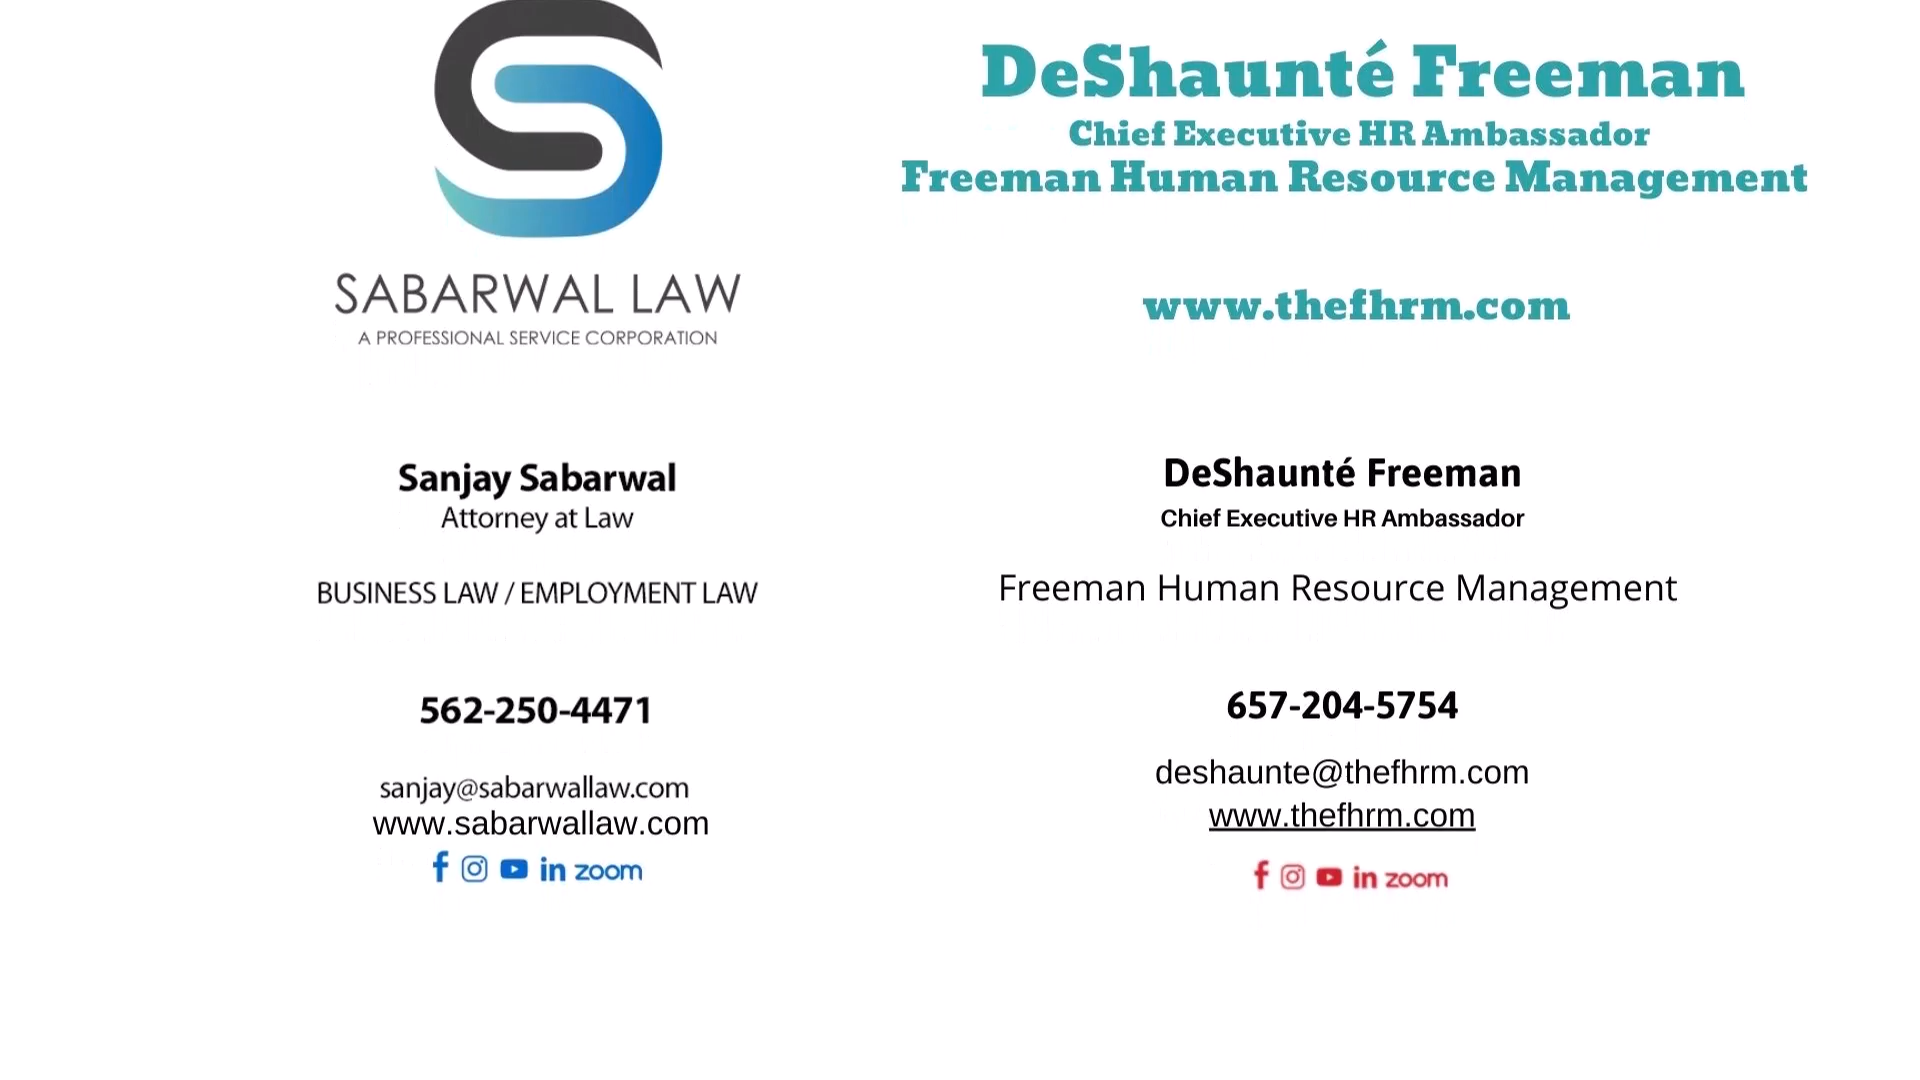 SABARWAL LAW
A PROFESSIONAL SERVICE CORPORATION
Sanjay Sabarwal
Attorney at Law
BUSINESS LAW / EMPLOYMENT LAW
562-250-4471
sanjay@sabarwallaw.com
www.sabarwallaw.com
f in zoom
DeShaunté Freeman
Chief Executive HR Ambassador
Freeman Human Resource Management
www.thefhrm.com
DeShaunté Freeman
Chief Executive HR Ambassador
Freeman Human Resource Management
657-204-5754
deshaunte@thefhrm.com
www.thefhrm.com
f in zoom